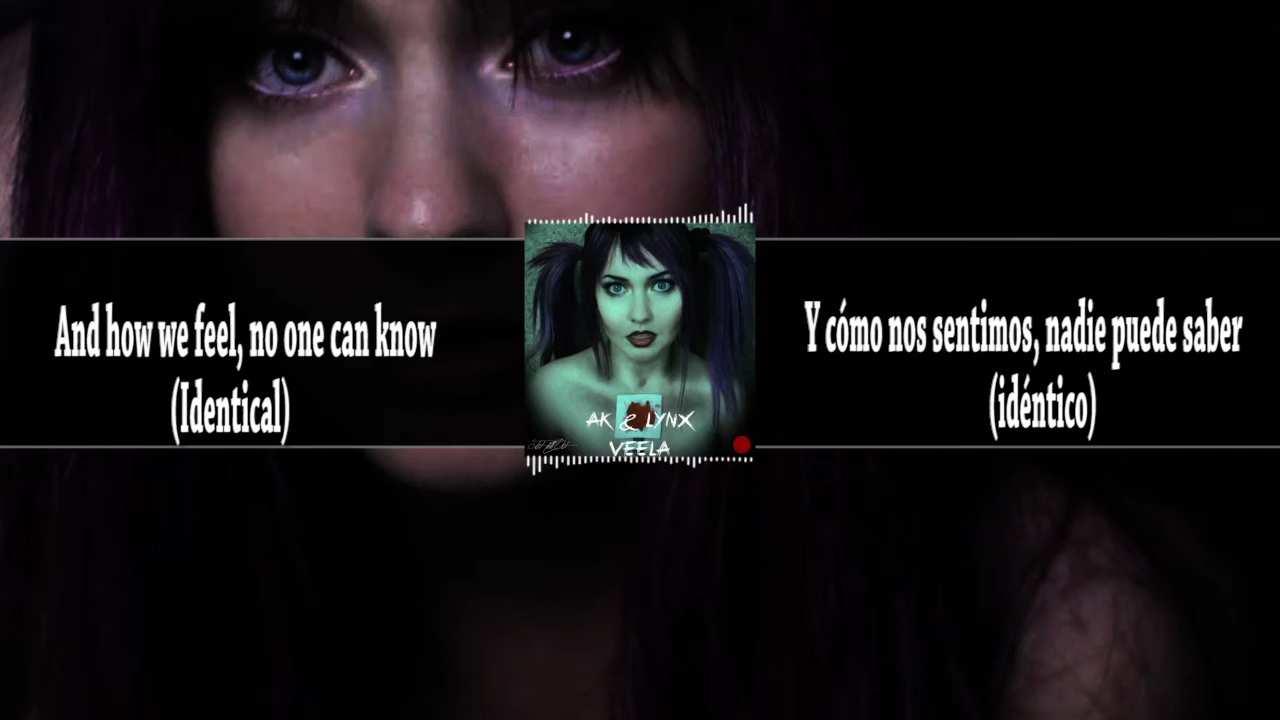 And how we feel, no one can know
(Identical)
AK & LYNX
VEELA
Y cómo nos sentimos, nadie puede saber
(idéntico)